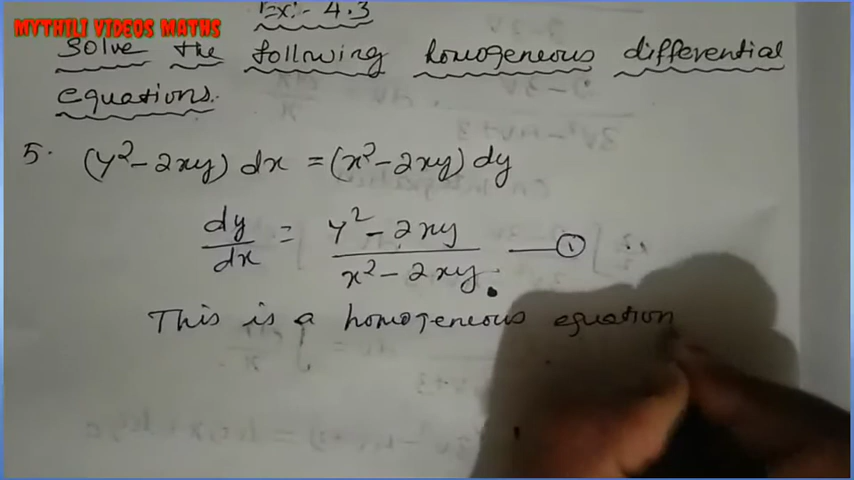 MYTHILI VIDEOS MATHS
Ex:- 4.3
Solve the following homogeneous differential
equations.
5. (y²-2xy) dx = (x²-2xy) dy
dy/dx = y²-2xy / x²-2xy. —①
This is a homogeneous equation